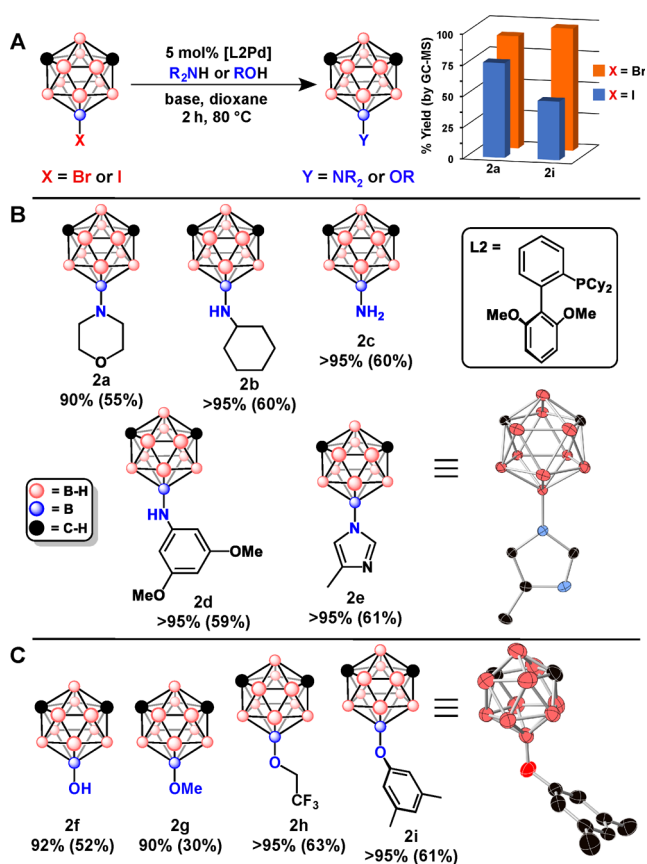 A
5 mol% [L2Pd]
R2NH or ROH
base, dioxane
2 h, 80 °C
X
Y
X = Br or I
Y = NR2 or OR
% Yield (by GC-MS)
100
75
50
25
0
2a
2i
X = Br
X = I
B
N
O
2a
90% (55%)
HN
2b
>95% (60%)
NH2
2c
>95% (60%)
L2 =
PCy2
MeO
OMe
= B-H
= B
= C-H
HN
OMe
MeO
2d
>95% (59%)
N
N
2e
>95% (61%)
C
OH
2f
92% (52%)
OMe
2g
90% (30%)
O
CF3
2h
>95% (63%)
O
2i
>95% (61%)